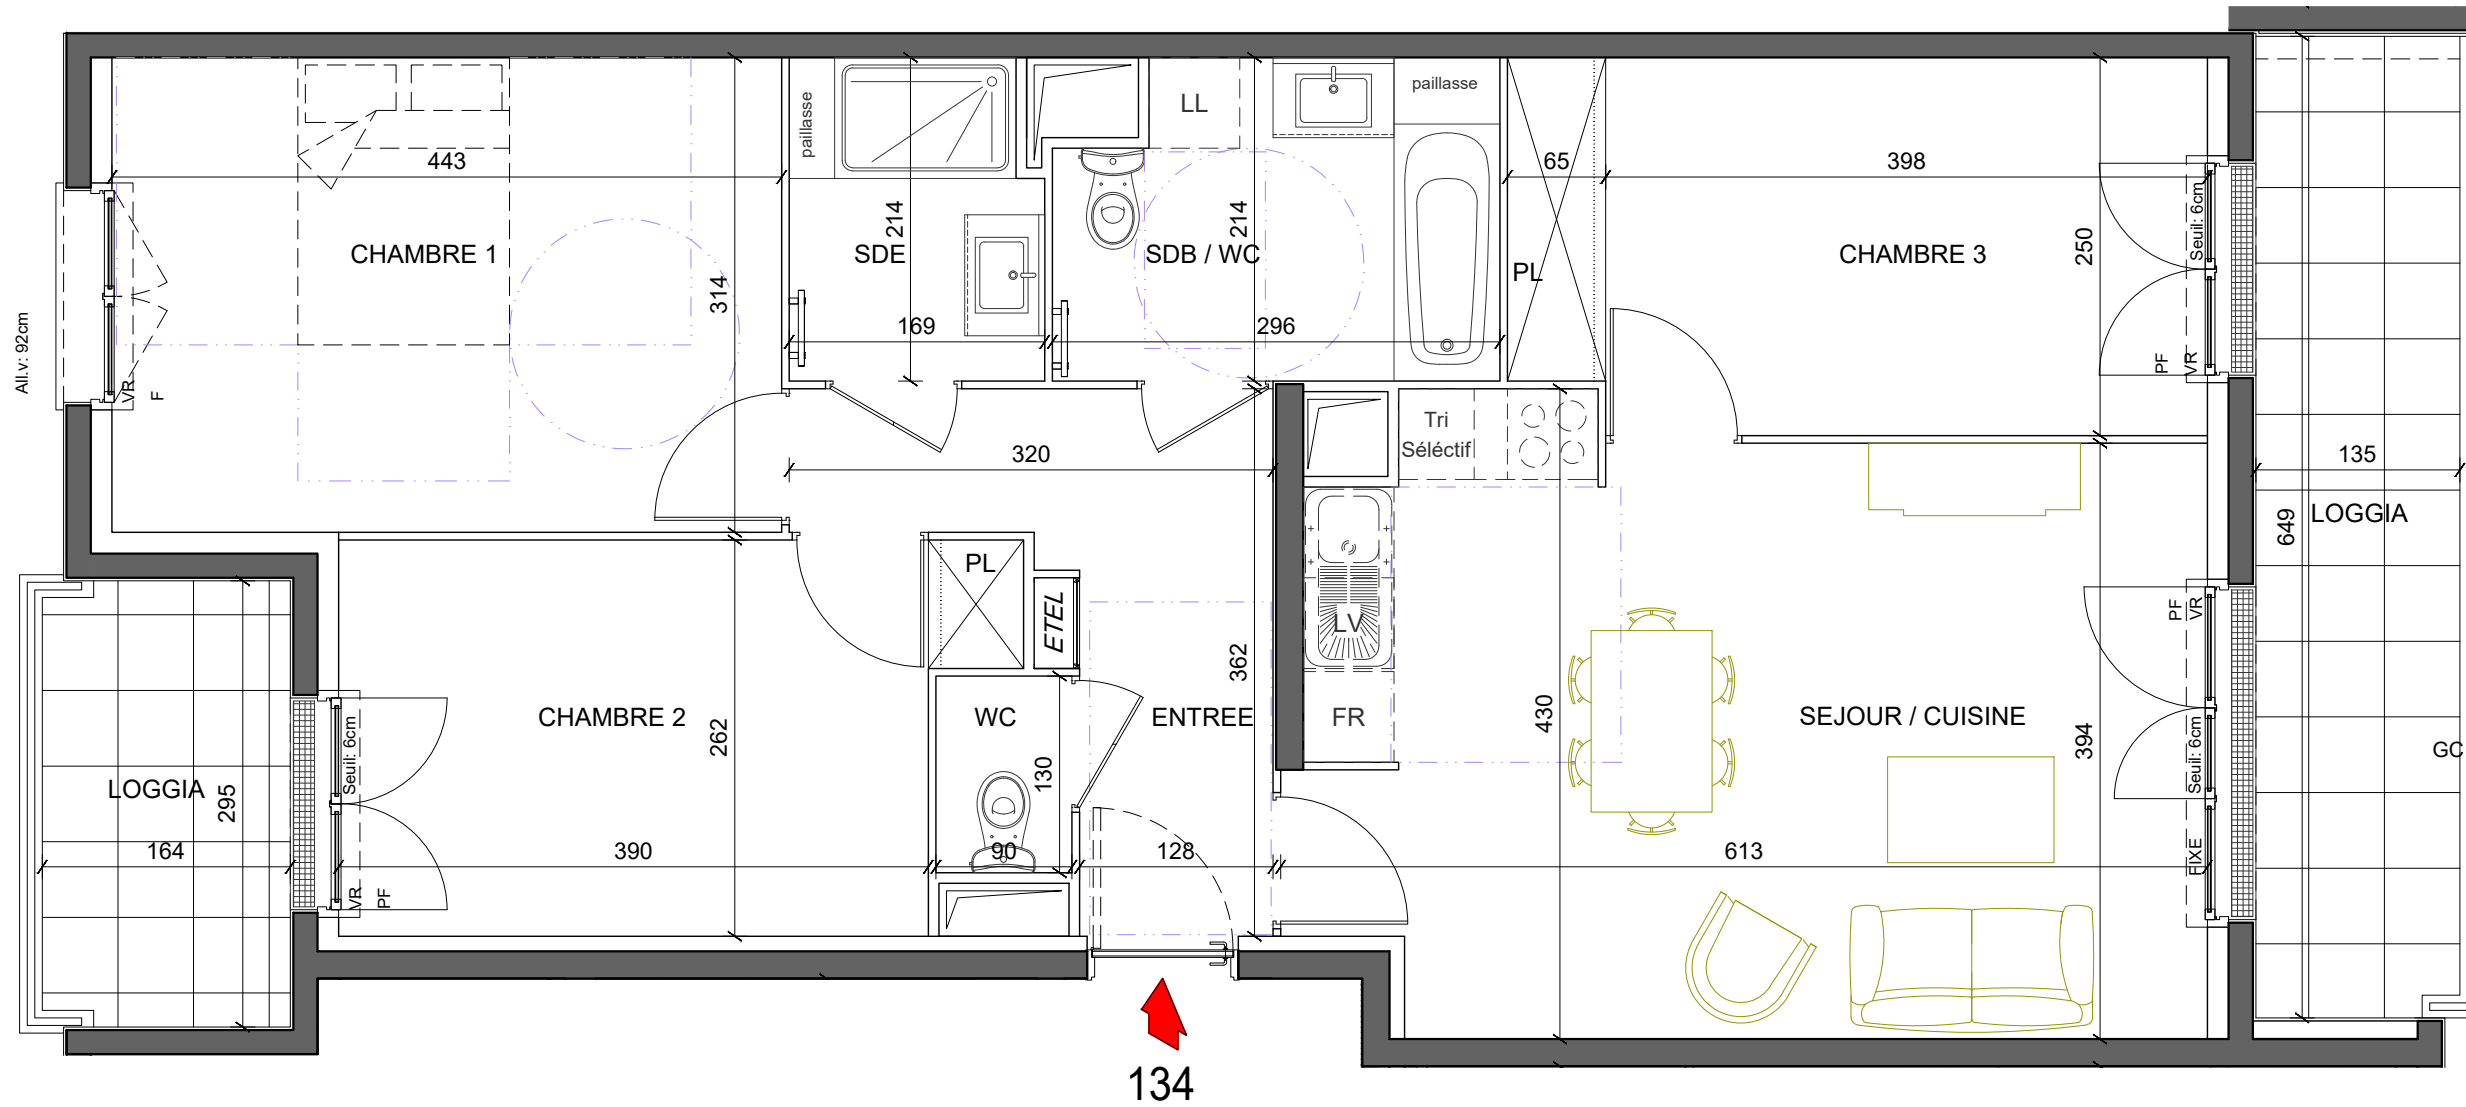 paillasse
LL
paillasse
443
65
398
CHAMBRE 1
314
214
SDE
169
SDB / WC
214
296
PL
CHAMBRE 3
250
Seuil: 6cm
PF
VR
All.v: 92cm
VR
F
320
Tri
Séléctif
135
649
LOGGIA
PL
ETEL
LV
362
PF
VR
CHAMBRE 2
262
WC
130
ENTREE
FR
430
SEJOUR / CUISINE
394
Seuil: 6cm
GC
LOGGIA
295
Seuil: 6cm
164
390
90
128
613
FIXE
VR
PF
134